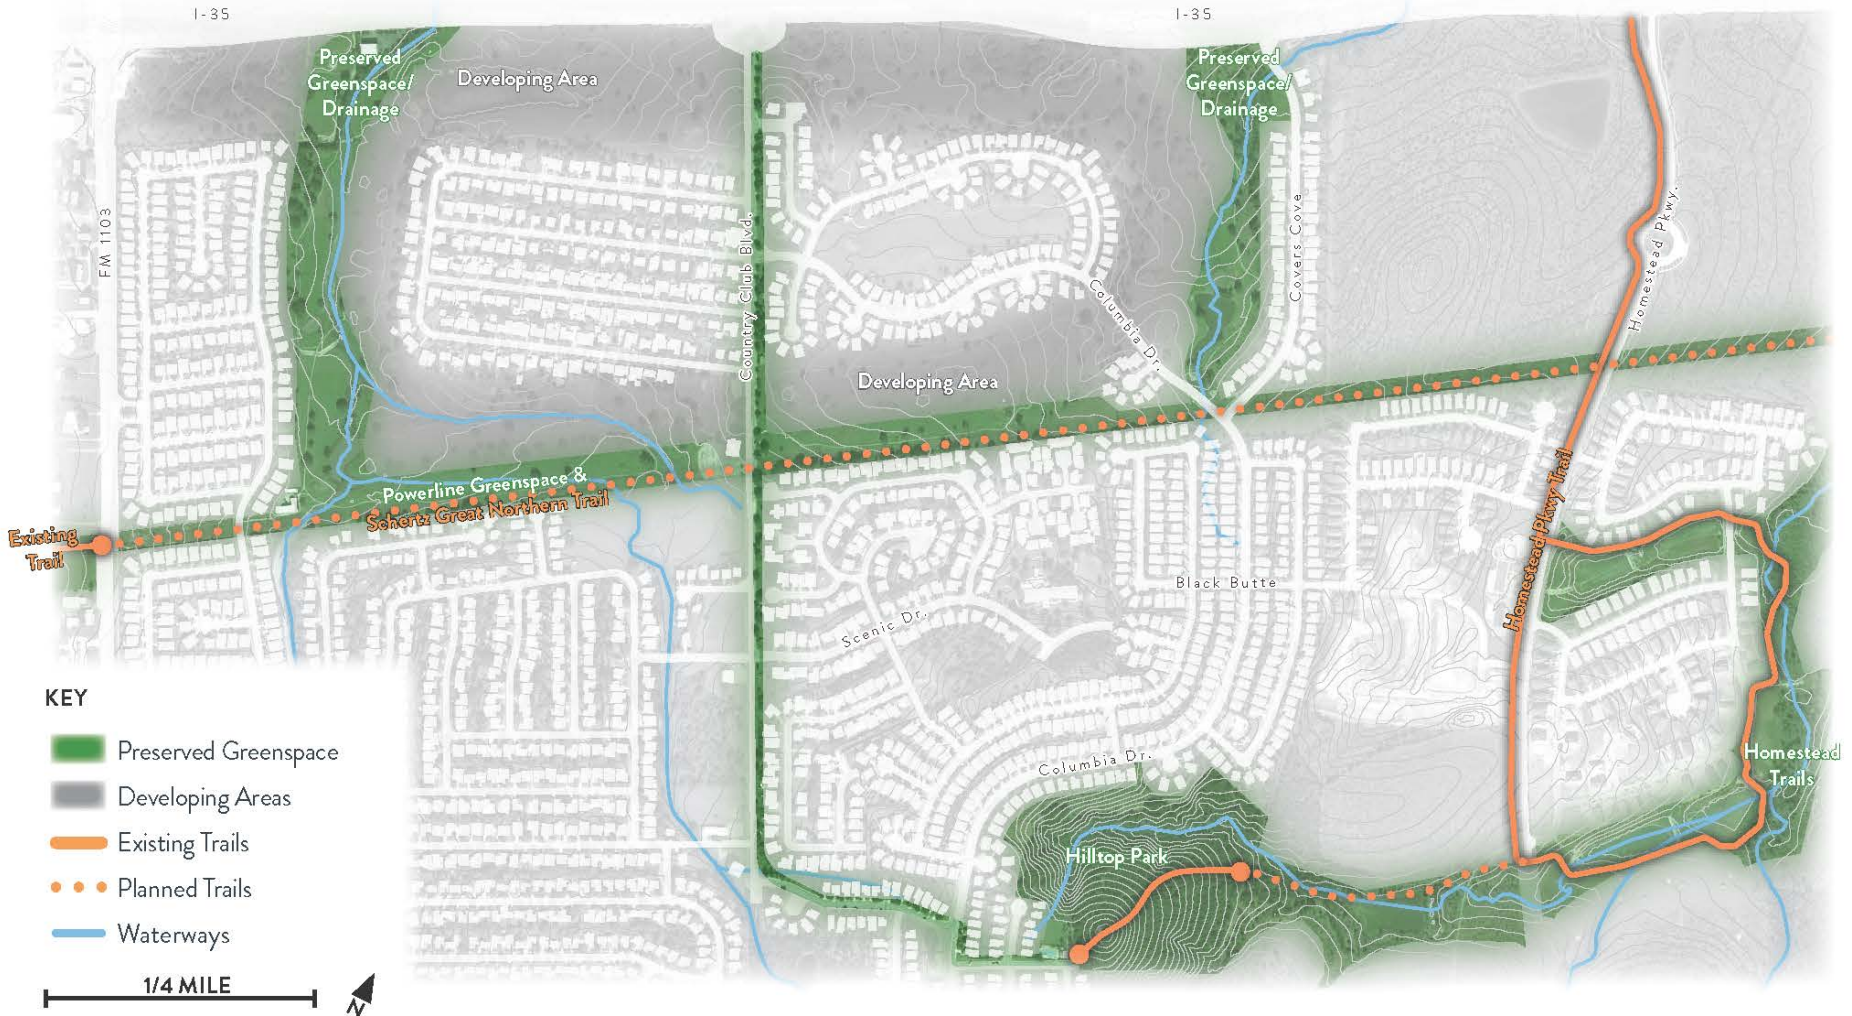 I-35
I-35
Preserved
Greenspace/
Drainage
Developing Area
Preserved
Greenspace/
Drainage
FM 1103
Country Club Blvd.
Covers Cove
Columbia Dr.
Homestead Pkwy.
Developing Area
Powerline Greenspace &
Schertz Great Northern Trail
Existing
Trail
Homestead Pkwy Trail
Black Butte
Scenic Dr.
Columbia Dr.
Homestead
Trails
Hilltop Park
KEY
Preserved Greenspace
Developing Areas
Existing Trails
Planned Trails
Waterways
1/4 MILE
N